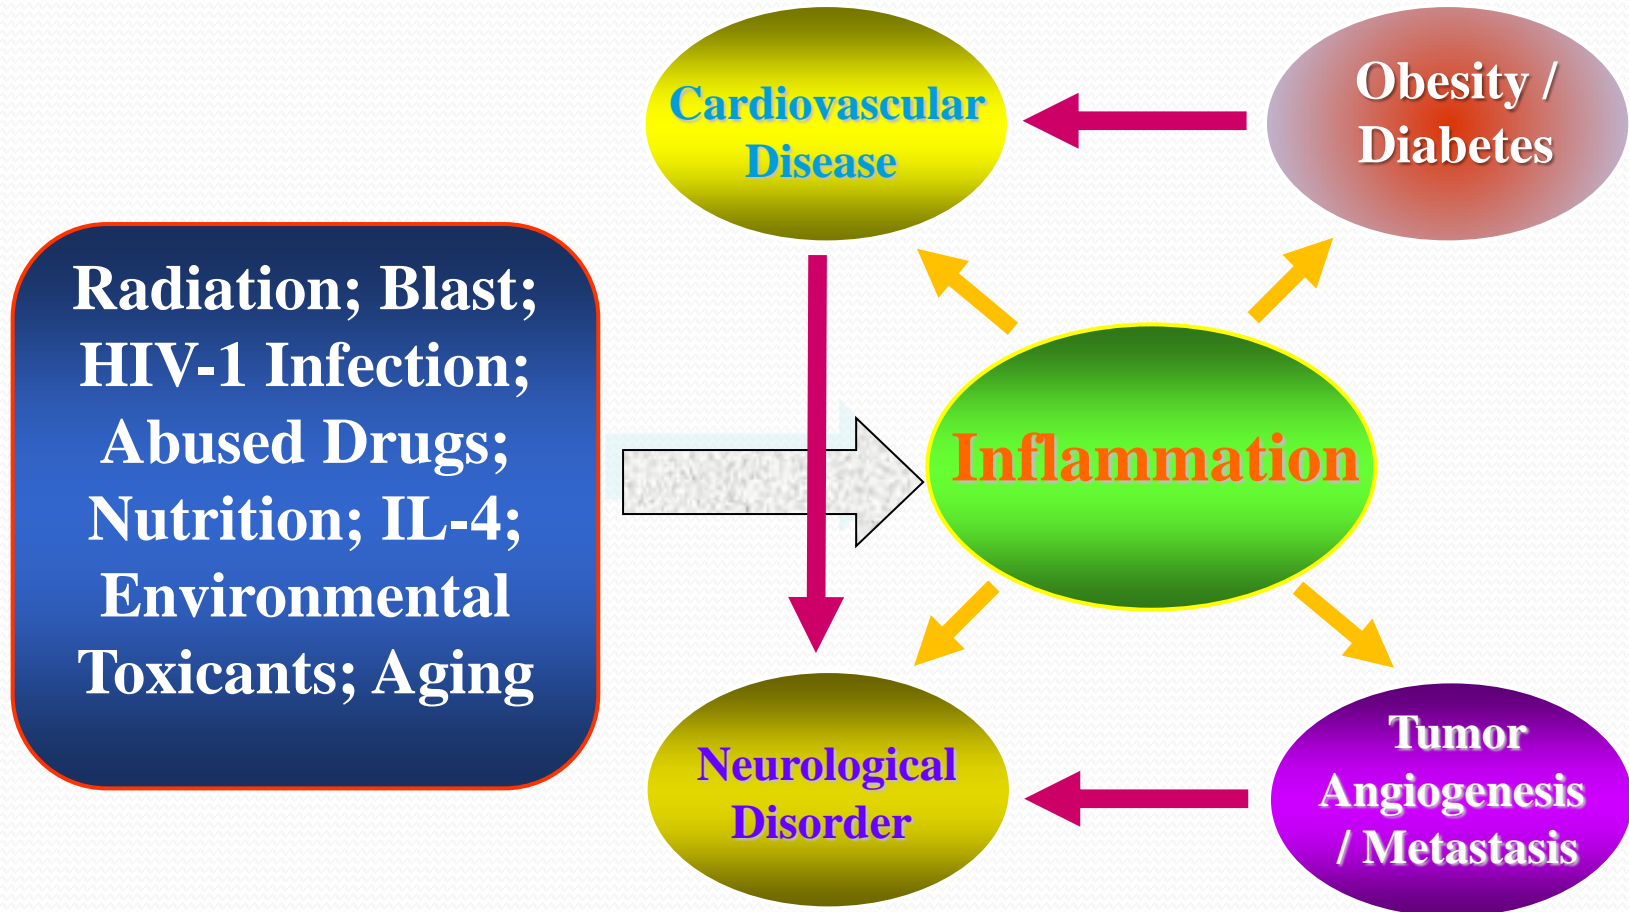 Cardiovascular
Disease
Obesity /
Diabetes
Radiation; Blast;
HIV-1 Infection;
Abused Drugs;
Nutrition; IL-4;
Environmental
Toxicants; Aging
Inflammation
Neurological
Disorder
Tumor
Angiogenesis
/ Metastasis